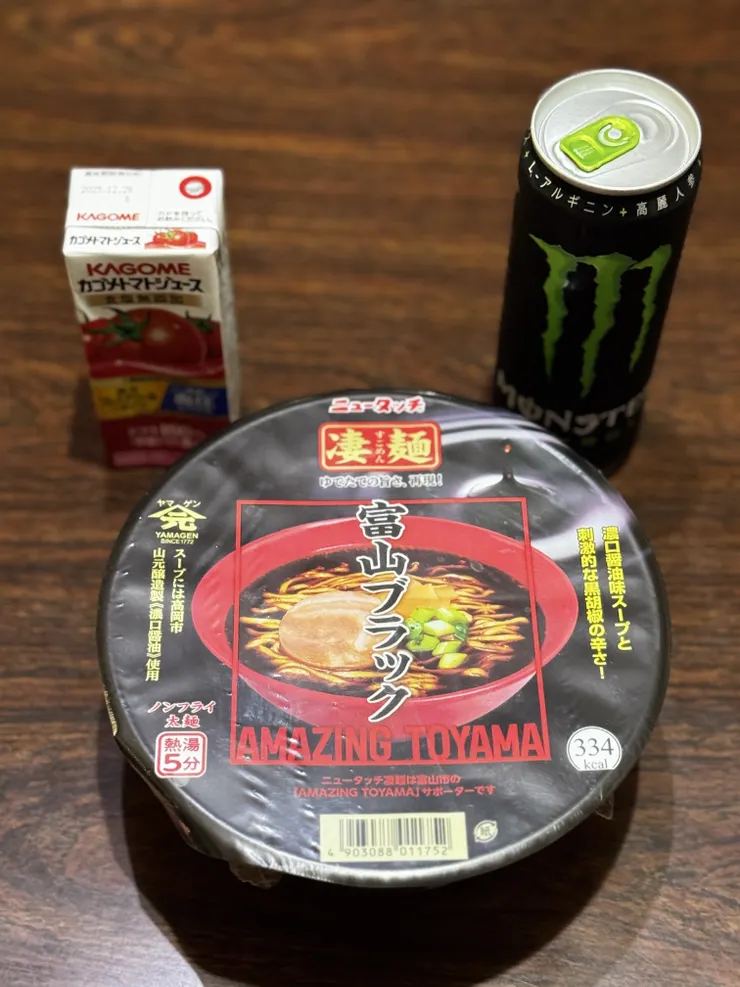 2025.12.28
KAGOME
カゴメトマトジュース
KAGOME
カゴメトマトジュース
食塩無添加
L-アルギニン+高麗人参
MONSTE
ニュータッチ
凄麺
すごめん
ゆでたての旨さ、再現!
ヤマゲン
YAMAGEN
SINCE1772
スープには高岡市
山元醸造製《濃口醤油》使用
富山ブラック
濃口醤油味スープと
刺激的な黒胡椒の辛さ!
ノンフライ
太麺
熱湯
5分
AMAZING TOYAMA
334
kcal
ニュータッチ凄麺は富山市の
【AMAZING TOYAMA】サポーターです
4 903088 011752
紙